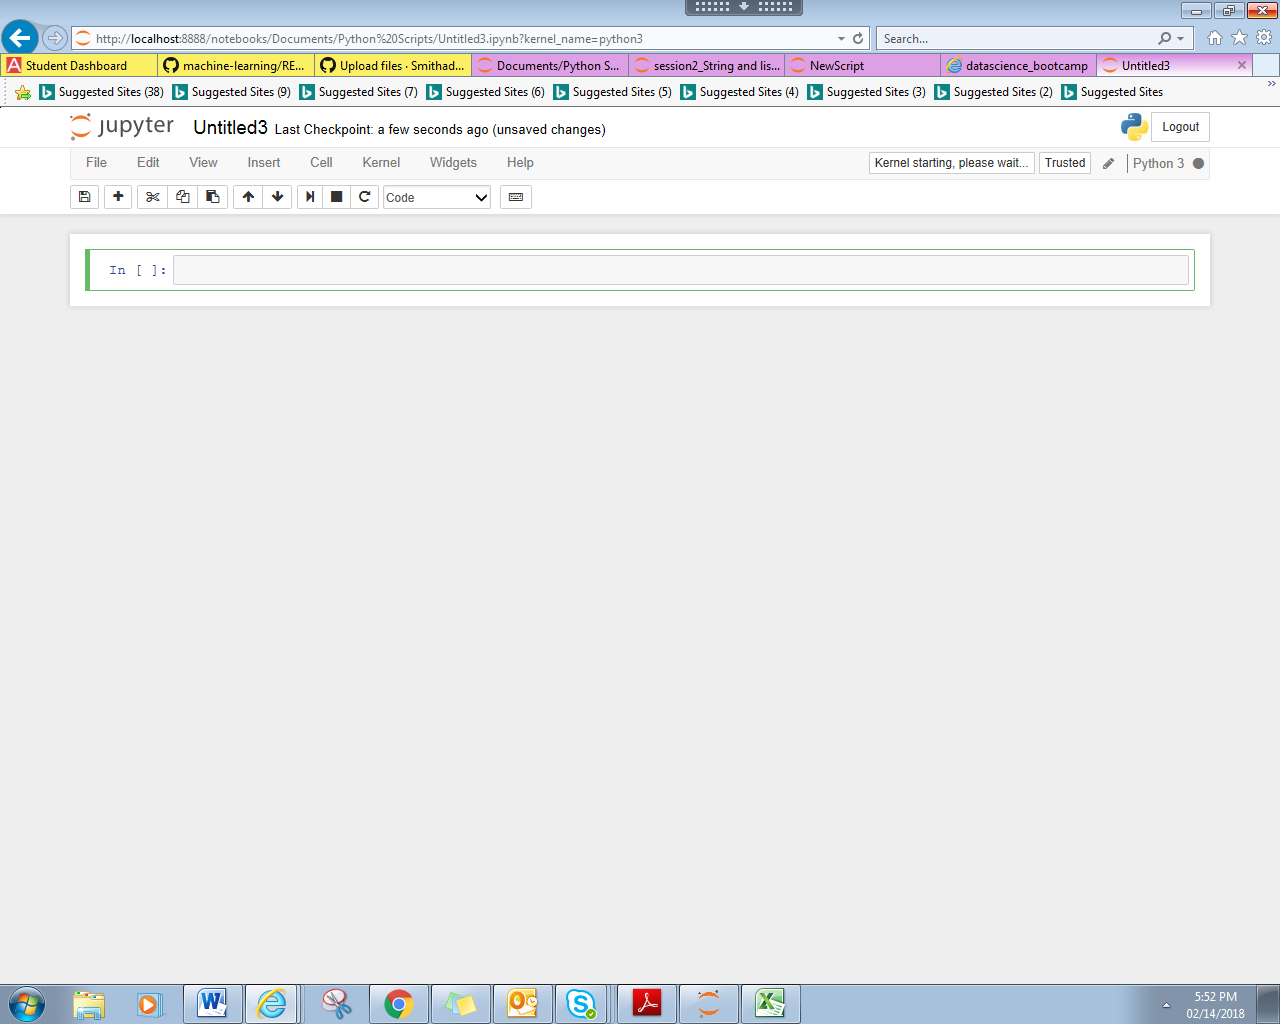 http://localhost:8888/notebooks/Documents/Python%20Scripts/Untitled3.ipynb?kernel_name=python3 Search...
Student Dashboard machine-learning/RE... Upload files · Smithad... Documents/Python S... session2_String and lis... NewScript datascience_bootcamp Untitled3
Suggested Sites (38) Suggested Sites (9) Suggested Sites (7) Suggested Sites (6) Suggested Sites (5) Suggested Sites (4) Suggested Sites (3) Suggested Sites (2) Suggested Sites
jupyter Untitled3 Last Checkpoint: a few seconds ago (unsaved changes) Logout
File Edit View Insert Cell Kernel Widgets Help Kernel starting, please wait... Trusted Python 3
Code
In [ ]:
5:52 PM
02/14/2018